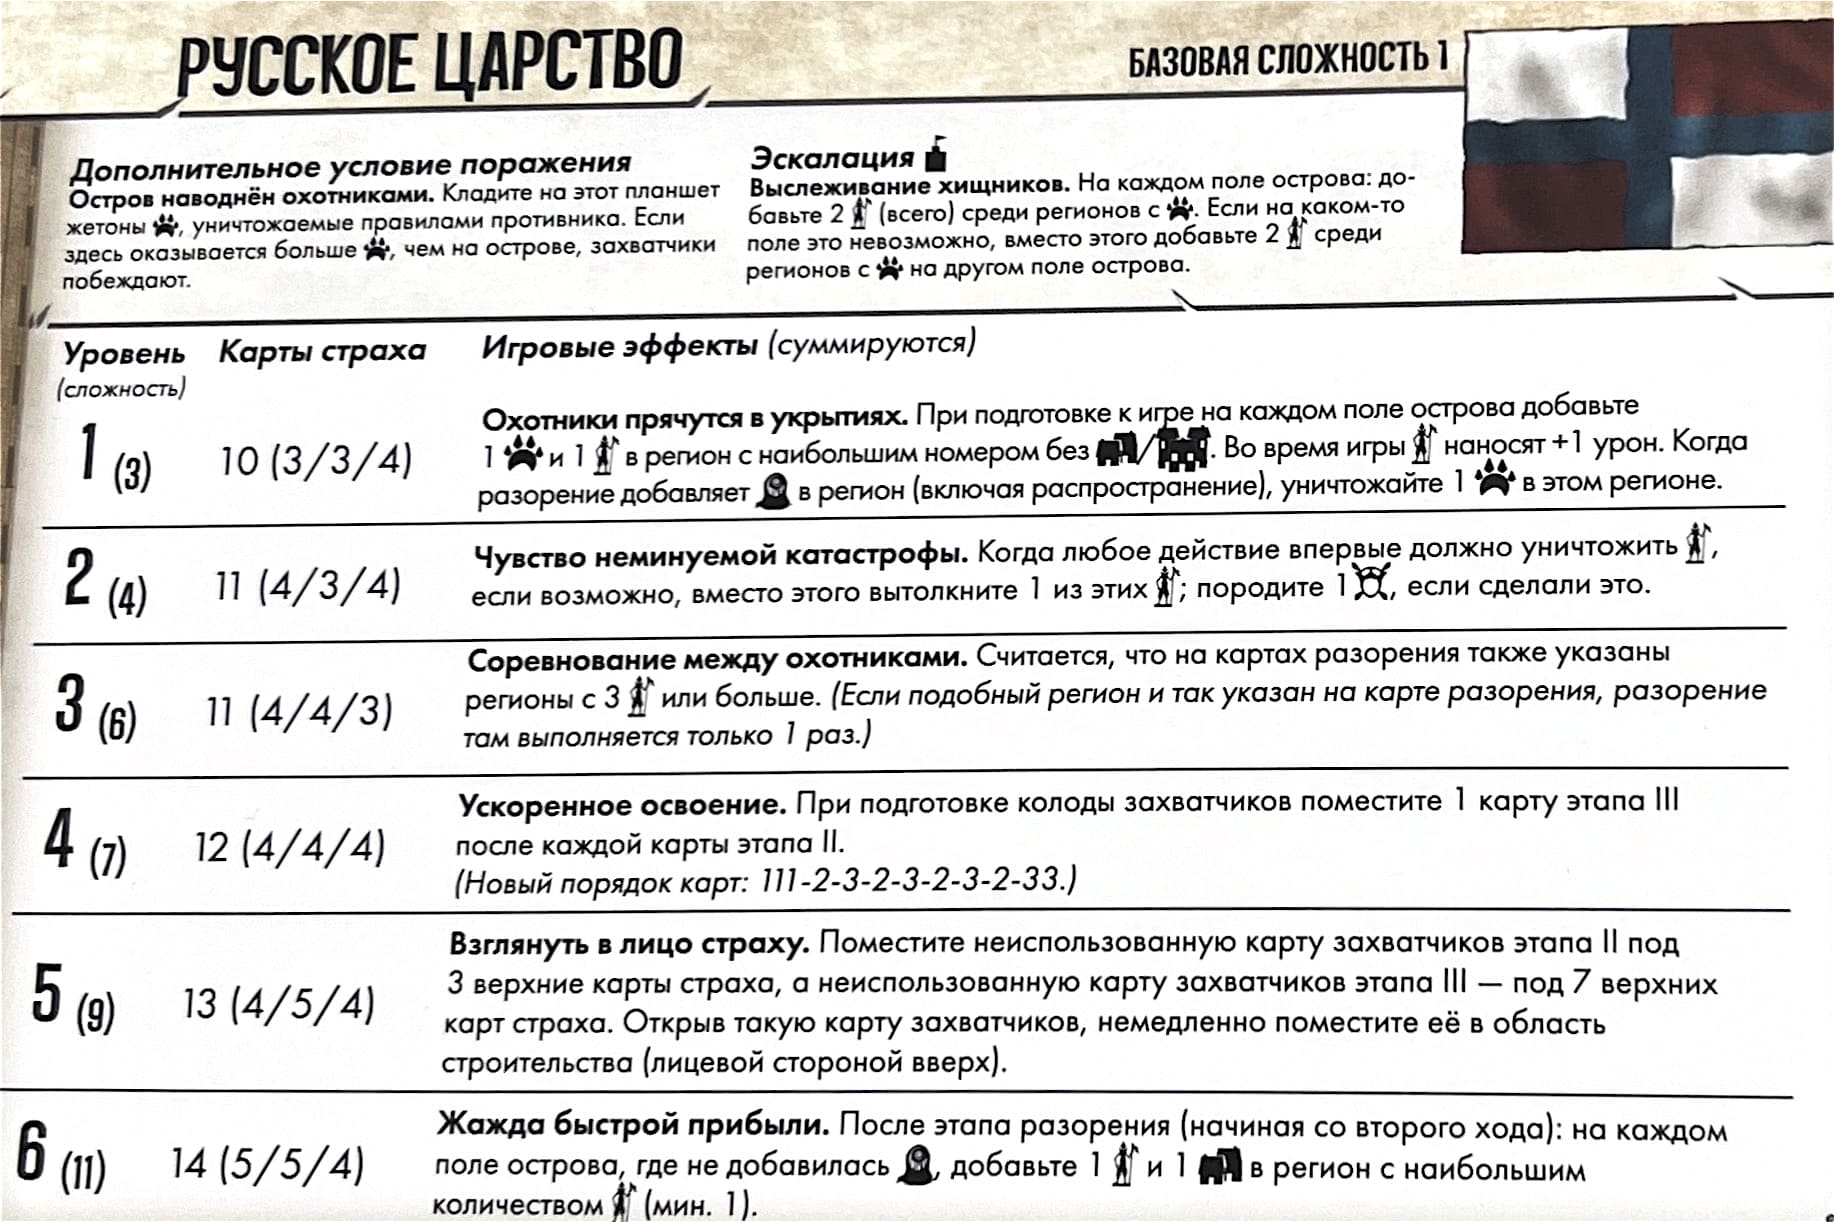 РУССКОЕ ЦАРСТВО
БАЗОВАЯ СЛОЖНОСТЬ 1
Дополнительное условие поражения
Остров наводнён охотниками. Кладите на этот планшет
жетоны , уничтожаемые правилами противника. Если
здесь оказывается больше , чем на острове, захватчики
побеждают.
Эскалация
Выслеживание хищников. На каждом поле острова: до-
бавьте 2 (всего) среди регионов с . Если на каком-то
поле это невозможно, вместо этого добавьте 2 среди
регионов с на другом поле острова.
Уровень Карты страха Игровые эффекты (суммируются)
(сложность)
1 (3) 10 (3/3/4)
Охотники прячутся в укрытиях. При подготовке к игре на каждом поле острова добавьте
1 и 1 в регион с наибольшим номером без / . Во время игры наносят +1 урон. Когда
разорение добавляет в регион (включая распространение), уничтожайте 1 в этом регионе.
2 (4) 11 (4/3/4)
Чувство неминуемой катастрофы. Когда любое действие впервые должно уничтожить ,
если возможно, вместо этого вытолкните 1 из этих ; породите 1 , если сделали это.
3 (6) 11 (4/4/3)
Соревнование между охотниками. Считается, что на картах разорения также указаны
регионы с 3 или больше. (Если подобный регион и так указан на карте разорения, разорение
там выполняется только 1 раз.)
4 (7) 12 (4/4/4)
Ускоренное освоение. При подготовке колоды захватчиков поместите 1 карту этапа III
после каждой карты этапа II.
(Новый порядок карт: 111-2-3-2-3-2-3-2-33.)
5 (9) 13 (4/5/4)
Взглянуть в лицо страху. Поместите неиспользованную карту захватчиков этапа II под
3 верхние карты страха, а неиспользованную карту захватчиков этапа III — под 7 верхних
карт страха. Открыв такую карту захватчиков, немедленно поместите её в область
строительства (лицевой стороной вверх).
6 (11) 14 (5/5/4)
Жажда быстрой прибыли. После этапа разорения (начиная со второго хода): на каждом
поле острова, где не добавилась , добавьте 1 и 1 в регион с наибольшим
количеством (мин. 1).